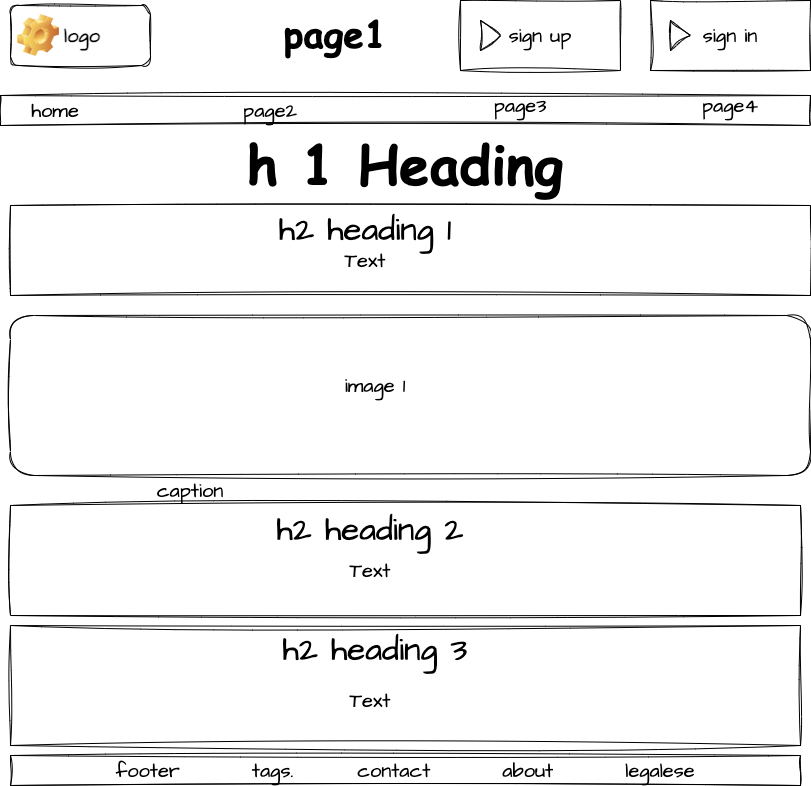 logo
page1
sign up
sign in
home page2 page3 page4
h 1 Heading
h2 heading 1
Text
image 1
caption
h2 heading 2
Text
h2 heading 3
Text
footer tags. contact about legalese